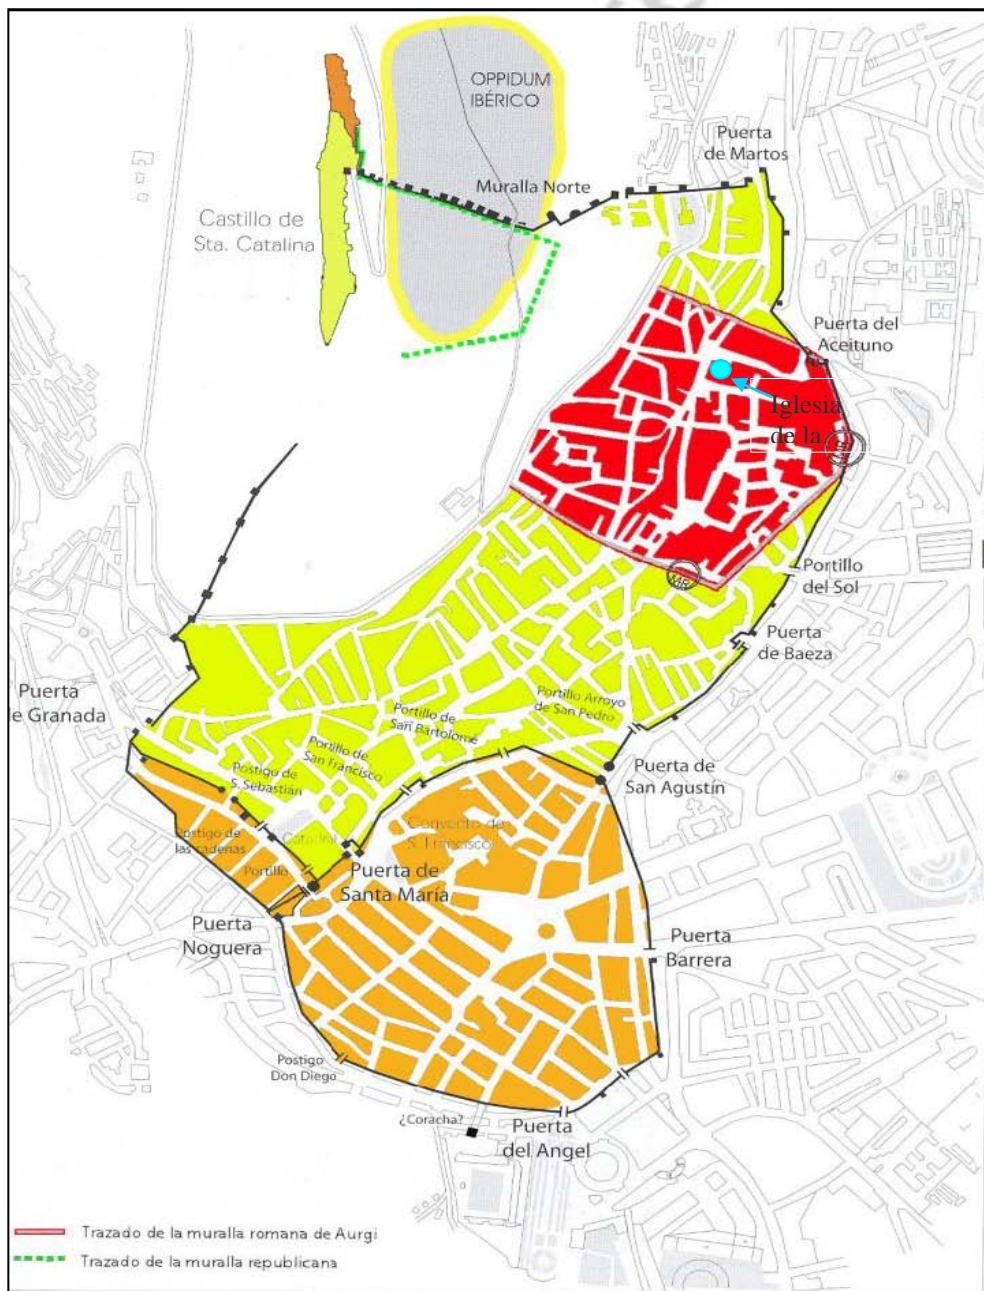 OPPIDUM
IBÉRICO
Puerta
de Martos
Muralla Norte
Castillo de
Sta. Catalina
Puerta del
Aceituno
Iglesia
de la
Portillo
del Sol
Puerta
de Baeza
Puerta
e Granada
Portillo Arroyo
de San Pedro
Portillo de
San Bartolomé
Portillo de
San Francisco
Postigo de
S. Sebastián
Puerta de
San Agustín
Convento de
S. Francisco
Catedral
Postigo de
las cadenas
Portillo
Puerta de
Santa María
Puerta
Noguera
Puerta
Barrera
Postigo
Don Diego
¿Coracha?
Puerta
del Angel
Trazado de la muralla romana de Aurgi
Trazado de la muralla republicana